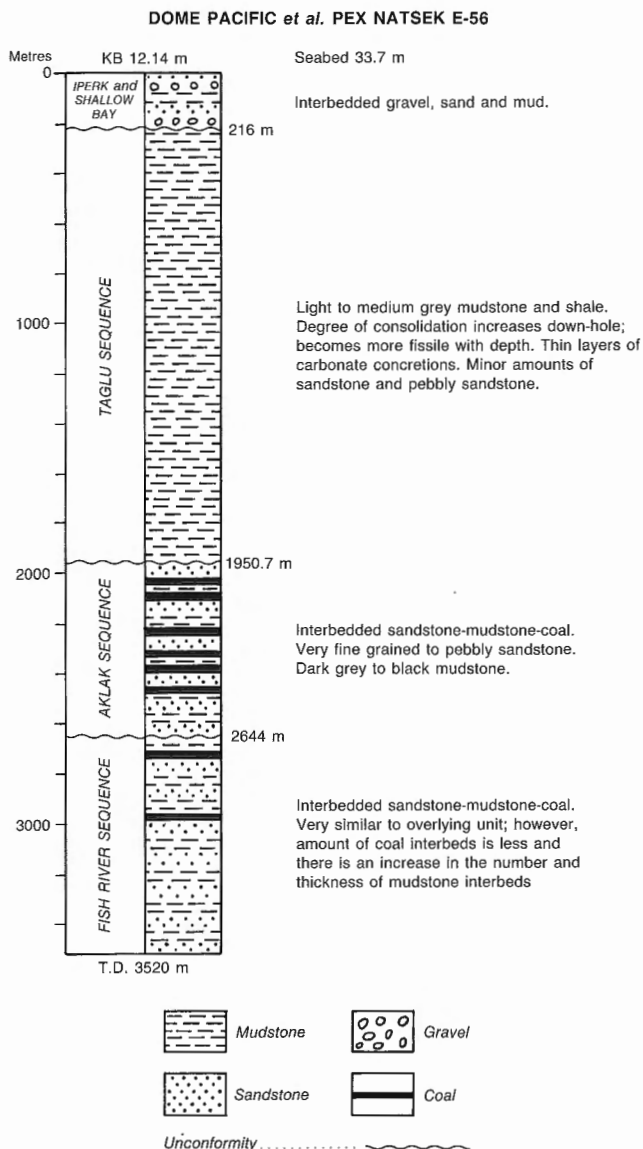 DOME PACIFIC et al. PEX NATSEK E-56
Metres
KB 12.14 m
Seabed 33.7 m
0
IPERK and
SHALLOW
BAY
Interbedded gravel, sand and mud.
216 m
TAGLU SEQUENCE
1000
Light to medium grey mudstone and shale.
Degree of consolidation increases down-hole;
becomes more fissile with depth. Thin layers of
carbonate concretions. Minor amounts of
sandstone and pebbly sandstone.
1950.7 m
2000
AKLAK SEQUENCE
Interbedded sandstone-mudstone-coal.
Very fine grained to pebbly sandstone.
Dark grey to black mudstone.
2644 m
FISH RIVER SEQUENCE
3000
Interbedded sandstone-mudstone-coal.
Very similar to overlying unit; however,
amount of coal interbeds is less and
there is an increase in the number and
thickness of mudstone interbeds
T.D. 3520 m
Mudstone
Gravel
Sandstone
Coal
Unconformity . . . . . . . . . . . .